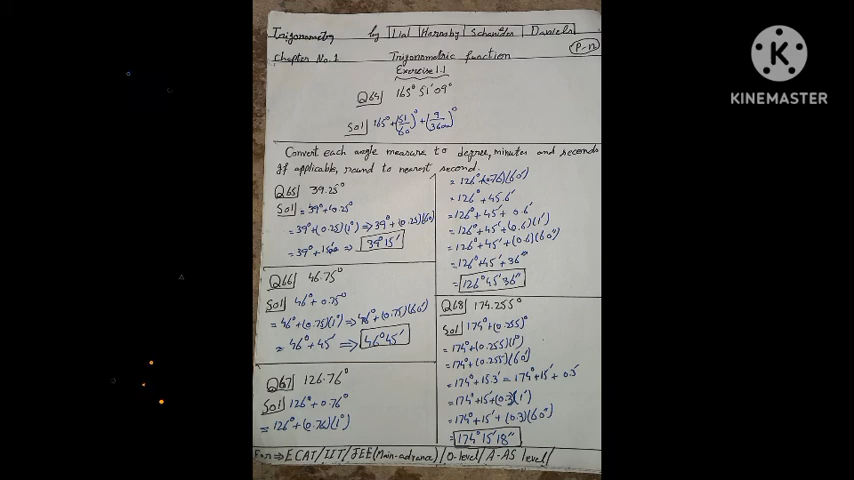 Trigonometry by Lial Hornsby Schneider Daniels
Chapter No.1 Trigonometric function P-12
Exercise 1.1
Q64) 165° 51' 09"
Sol) 165° + (51/60)° + (9/3600)°
Convert each angle measure to degree, minutes and seconds
If applicable, round to nearest second.
Q65) 39.25°
Sol) = 39° + 0.25°
= 39° + (0.25)(1°) ⇒ 39° + (0.25)(60')
= 39° + 15' ⇒ 39° 15'
Q66) 46.75°
Sol) 46° + 0.75°
= 46° + (0.75)(1°) ⇒ 46° + (0.75)(60')
= 46° + 45' ⇒ 46° 45'
Q67) 126.76°
Sol) 126° + 0.76°
= 126° + (0.76)(1°)
= 126° + (0.76)(60')
= 126° + 45.6'
= 126° + 45' + 0.6'
= 126° + 45' + (0.6)(1')
= 126° + 45' + (0.6)(60")
= 126° + 45' + 36"
= 126° 45' 36"
Q68) 174.255°
Sol) 174° + (0.255)°
= 174° + (0.255)(1°)
= 174° + (0.255)(60')
= 174° + 15.3' = 174° + 15' + 0.3'
= 174° + 15' + (0.3)(1')
= 174° + 15' + (0.3)(60")
= 174° 15' 18"
For ⇒ ECAT/IIT/JEE(Main-advance)/O-level/A-AS level/
KINEMASTER